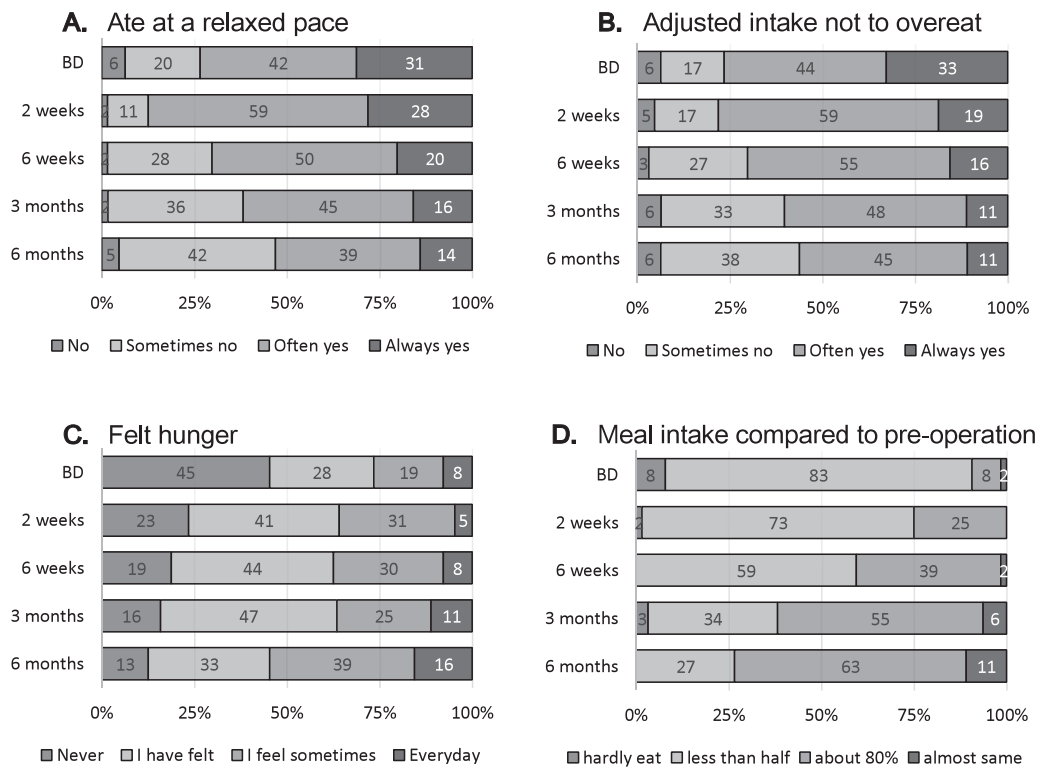 A. Ate at a relaxed pace
BD 6 20 42 31
2 weeks 2 11 59 28
6 weeks 2 28 50 20
3 months 2 36 45 16
6 months 5 42 39 14
0% 25% 50% 75% 100%
No Sometimes no Often yes Always yes
B. Adjusted intake not to overeat
BD 6 17 44 33
2 weeks 5 17 59 19
6 weeks 3 27 55 16
3 months 6 33 48 11
6 months 6 38 45 11
0% 25% 50% 75% 100%
No Sometimes no Often yes Always yes
C. Felt hunger
BD 45 28 19 8
2 weeks 23 41 31 5
6 weeks 19 44 30 8
3 months 16 47 25 11
6 months 13 33 39 16
0% 25% 50% 75% 100%
Never I have felt I feel sometimes Everyday
D. Meal intake compared to pre-operation
BD 8 83 8 2
2 weeks 2 73 25
6 weeks 59 39 2
3 months 3 34 55 6
6 months 27 63 11
0% 25% 50% 75% 100%
hardly eat less than half about 80% almost same